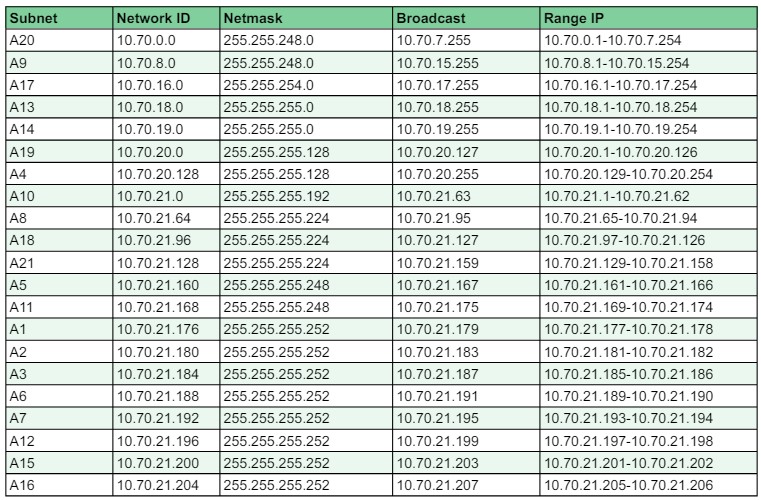 Subnet Network ID Netmask Broadcast Range IP
A20 10.70.0.0 255.255.248.0 10.70.7.255 10.70.0.1-10.70.7.254
A9 10.70.8.0 255.255.248.0 10.70.15.255 10.70.8.1-10.70.15.254
A17 10.70.16.0 255.255.254.0 10.70.17.255 10.70.16.1-10.70.17.254
A13 10.70.18.0 255.255.255.0 10.70.18.255 10.70.18.1-10.70.18.254
A14 10.70.19.0 255.255.255.0 10.70.19.255 10.70.19.1-10.70.19.254
A19 10.70.20.0 255.255.255.128 10.70.20.127 10.70.20.1-10.70.20.126
A4 10.70.20.128 255.255.255.128 10.70.20.255 10.70.20.129-10.70.20.254
A10 10.70.21.0 255.255.255.192 10.70.21.63 10.70.21.1-10.70.21.62
A8 10.70.21.64 255.255.255.224 10.70.21.95 10.70.21.65-10.70.21.94
A18 10.70.21.96 255.255.255.224 10.70.21.127 10.70.21.97-10.70.21.126
A21 10.70.21.128 255.255.255.224 10.70.21.159 10.70.21.129-10.70.21.158
A5 10.70.21.160 255.255.255.248 10.70.21.167 10.70.21.161-10.70.21.166
A11 10.70.21.168 255.255.255.248 10.70.21.175 10.70.21.169-10.70.21.174
A1 10.70.21.176 255.255.255.252 10.70.21.179 10.70.21.177-10.70.21.178
A2 10.70.21.180 255.255.255.252 10.70.21.183 10.70.21.181-10.70.21.182
A3 10.70.21.184 255.255.255.252 10.70.21.187 10.70.21.185-10.70.21.186
A6 10.70.21.188 255.255.255.252 10.70.21.191 10.70.21.189-10.70.21.190
A7 10.70.21.192 255.255.255.252 10.70.21.195 10.70.21.193-10.70.21.194
A12 10.70.21.196 255.255.255.252 10.70.21.199 10.70.21.197-10.70.21.198
A15 10.70.21.200 255.255.255.252 10.70.21.203 10.70.21.201-10.70.21.202
A16 10.70.21.204 255.255.255.252 10.70.21.207 10.70.21.205-10.70.21.206